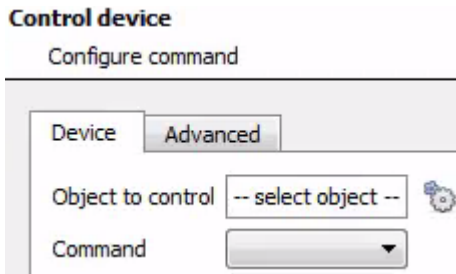 Control device
Configure command
Device Advanced
Object to control -- select object --
Command